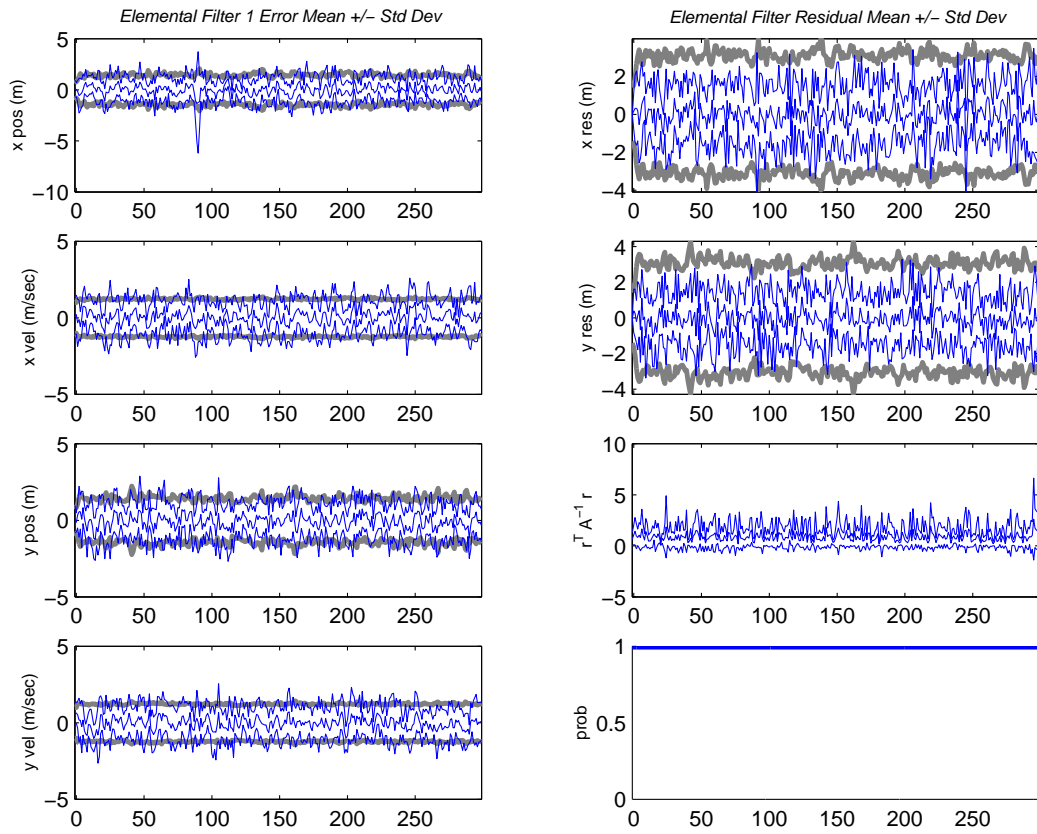 Elemental Filter 1 Error Mean +/− Std Dev
5
0
−5
−10
x pos (m)
0 50 100 150 200 250
5
0
−5
x vel (m/sec)
0 50 100 150 200 250
5
0
−5
y pos (m)
0 50 100 150 200 250
5
0
−5
y vel (m/sec)
0 50 100 150 200 250
Elemental Filter Residual Mean +/− Std Dev
2
0
−2
−4
x res (m)
0 50 100 150 200 250
4
2
0
−2
−4
y res (m)
0 50 100 150 200 250
10
5
0
−5
r^T A^−1 r
0 50 100 150 200 250
1
0.5
0
prob
0 50 100 150 200 250